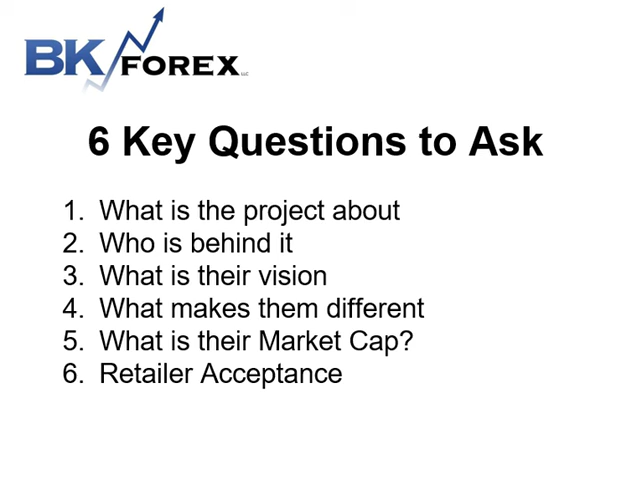 BK FOREX LLC
6 Key Questions to Ask
1. What is the project about
2. Who is behind it
3. What is their vision
4. What makes them different
5. What is their Market Cap?
6. Retailer Acceptance